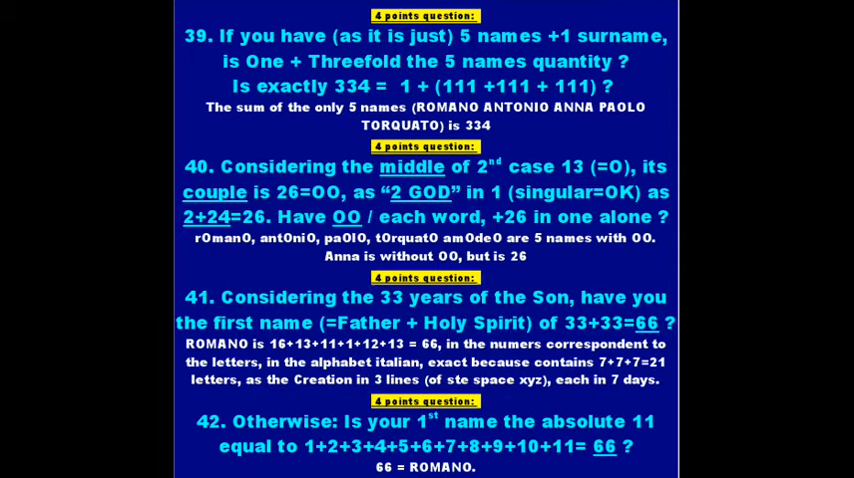 4 points question:
39. If you have (as it is just) 5 names +1 surname,
is One + Threefold the 5 names quantity ?
Is exactly 334 = 1 + (111 +111 + 111) ?
The sum of the only 5 names (ROMANO ANTONIO ANNA PAOLO
TORQUATO) is 334
4 points question:
40. Considering the middle of 2nd case 13 (=O), its
couple is 26=OO, as “2 GOD” in 1 (singular=OK) as
2+24=26. Have OO / each word, +26 in one alone ?
rOmanO, antOniO, paOlO, tOrquatO amOdeO are 5 names with OO.
Anna is without OO, but is 26
4 points question:
41. Considering the 33 years of the Son, have you
the first name (=Father + Holy Spirit) of 33+33=66 ?
ROMANO is 16+13+11+1+12+13 = 66, in the numers correspondent to
the letters, in the alphabet italian, exact because contains 7+7+7=21
letters, as the Creation in 3 lines (of ste space xyz), each in 7 days.
4 points question:
42. Otherwise: Is your 1st name the absolute 11
equal to 1+2+3+4+5+6+7+8+9+10+11= 66 ?
66 = ROMANO.